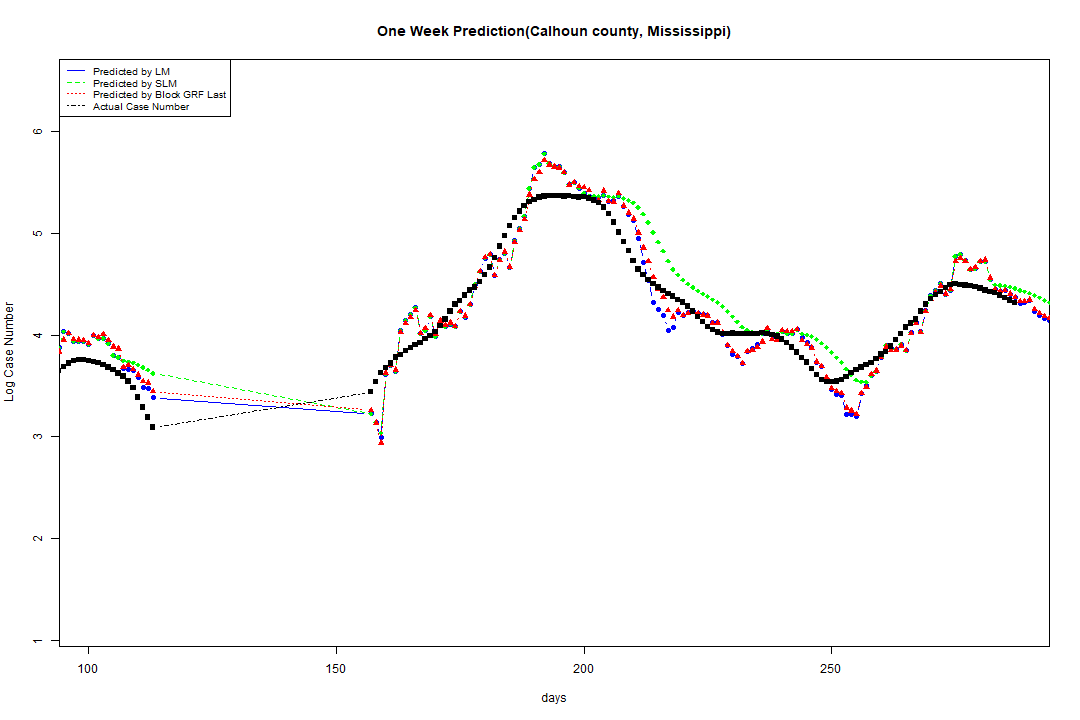 One Week Prediction(Calhoun county, Mississippi)
Predicted by LM
Predicted by SLM
Predicted by Block GRF Last
Actual Case Number
6
5
4
3
2
1
Log Case Number
100 150 200 250
days